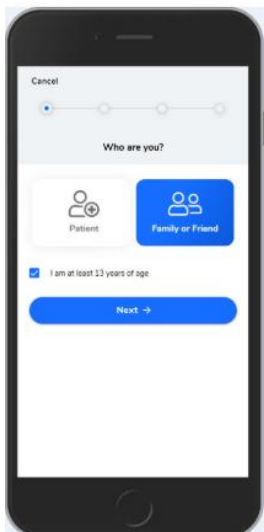 Cancel
Who are you?
Patient
Family or Friend
I am at least 13 years of age
Next →